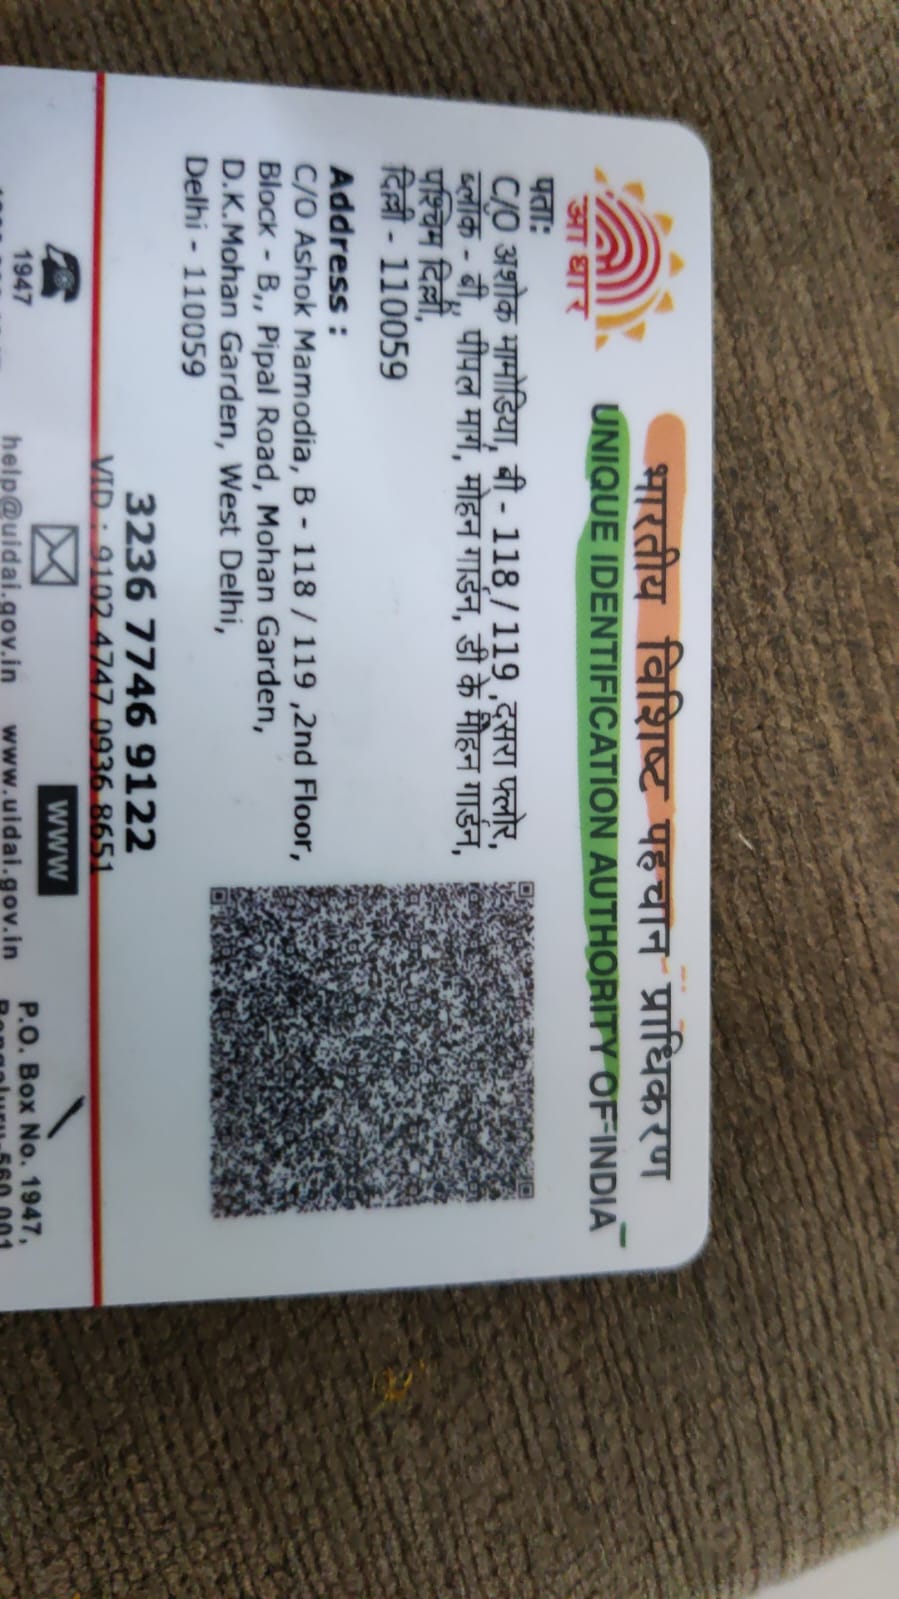 भारतीय विशिष्ट पहचान प्राधिकरण
UNIQUE IDENTIFICATION AUTHORITY OF INDIA
आधार
पता:
C/O अशोक मामोडिया, बी - 118 / 119 ,दूसरा फ्लोर,
ब्लॉक - बी,, पीपल मार्ग, मोहन गार्डन, डी के मोहन गार्डन,
पश्चिम दिल्ली,
दिल्ली - 110059
Address :
C/O Ashok Mamodia, B - 118 / 119 ,2nd Floor,
Block - B,, Pipal Road, Mohan Garden,
D.K.Mohan Garden, West Delhi,
Delhi - 110059
3236 7746 9122
VID : 9102 4747 0936 8651
1947
help@uidai.gov.in
WWW
www.uidai.gov.in
P.O. Box No. 1947,